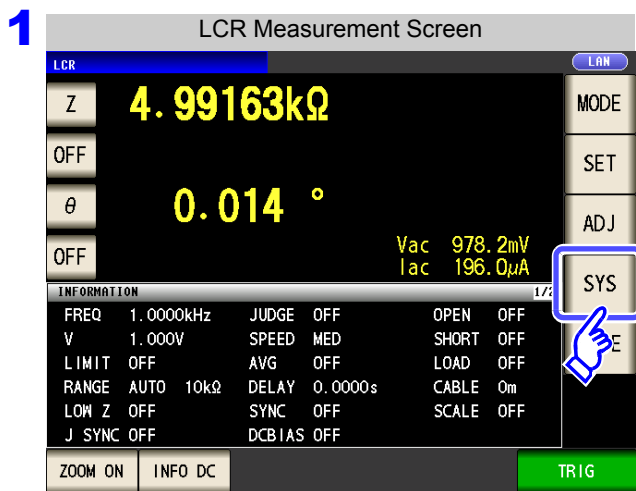 1
LCR Measurement Screen
LCR
LAN
Z 4.99163kΩ
MODE
OFF
SET
θ 0.014 °
ADJ
OFF
Vac 978.2mV
Iac 196.0μA
SYS
INFORMATION
FREQ 1.0000kHz JUDGE OFF OPEN OFF
V 1.000V SPEED MED SHORT OFF
LIMIT OFF AVG OFF LOAD OFF
RANGE AUTO 10kΩ DELAY 0.0000s CABLE 0m
LOW Z OFF SYNC OFF SCALE OFF
J SYNC OFF DCBIAS OFF
ZOOM ON INFO DC TRIG